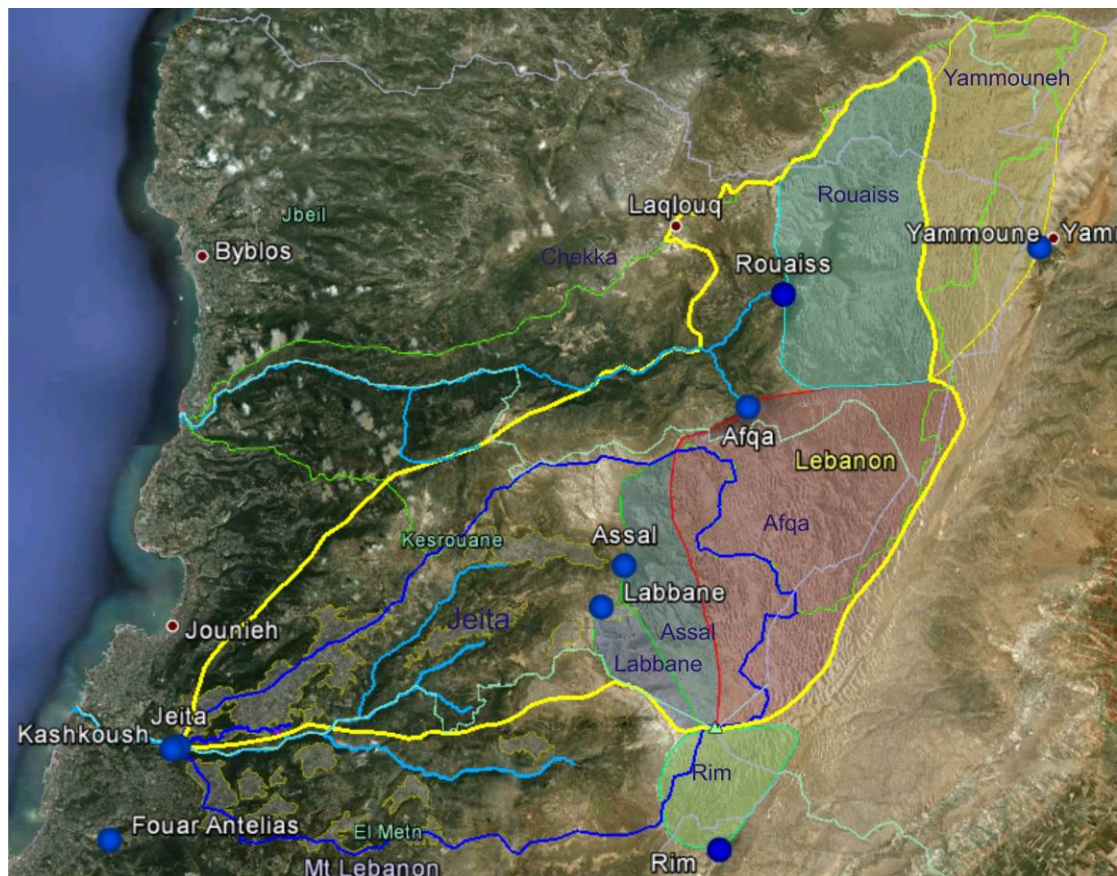 Yammouneh
Rouaiss
Laqlouq
Jbeil
Byblos
Chekka
Yammoune
Yamm
Rouaiss
Afqa
Lebanon
Afqa
Kesrouane
Assal
Labbane
Jeita
Jounieh
Assal
Labbane
Jeita
Kashkoush
Rim
Fouar Antelias
El Metn
Mt Lebanon
Rim